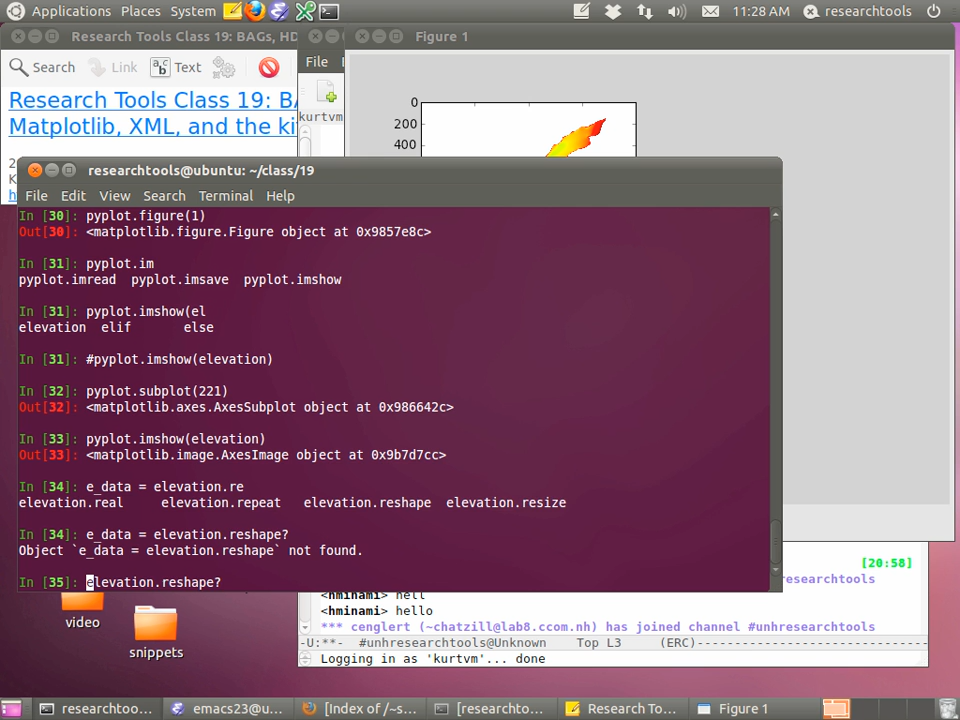 Applications Places System 11:28 AM researchtools
Research Tools Class 19: BAGs, HD
Figure 1
Search Link Text
File
Research Tools Class 19: BA
Matplotlib, XML, and the ki
kurtvm
0
200
400
researchtools@ubuntu: ~/class/19
File Edit View Search Terminal Help
In [30]: pyplot.figure(1)
Out[30]: <matplotlib.figure.Figure object at 0x9857e8c>
In [31]: pyplot.im
pyplot.imread pyplot.imsave pyplot.imshow
In [31]: pyplot.imshow(el
elevation elif else
In [31]: #pyplot.imshow(elevation)
In [32]: pyplot.subplot(221)
Out[32]: <matplotlib.axes.AxesSubplot object at 0x986642c>
In [33]: pyplot.imshow(elevation)
Out[33]: <matplotlib.image.AxesImage object at 0x9b7d7cc>
In [34]: e_data = elevation.re
elevation.real elevation.repeat elevation.reshape elevation.resize
In [34]: e_data = elevation.reshape?
Object `e_data = elevation.reshape` not found.
In [35]: elevation.reshape?
[20:58]
researchtools
<hminami> hell
<hminami> hello
*** cenglert (~chatzill@lab8.ccom.nh) has joined channel #unhresearchtools
-U:**- #unhresearchtools@Unknown Top L3 (ERC)
Logging in as 'kurtvm'... done
video
snippets
researchtoo... emacs23@u... [Index of /~s... [researchto... Research To... Figure 1